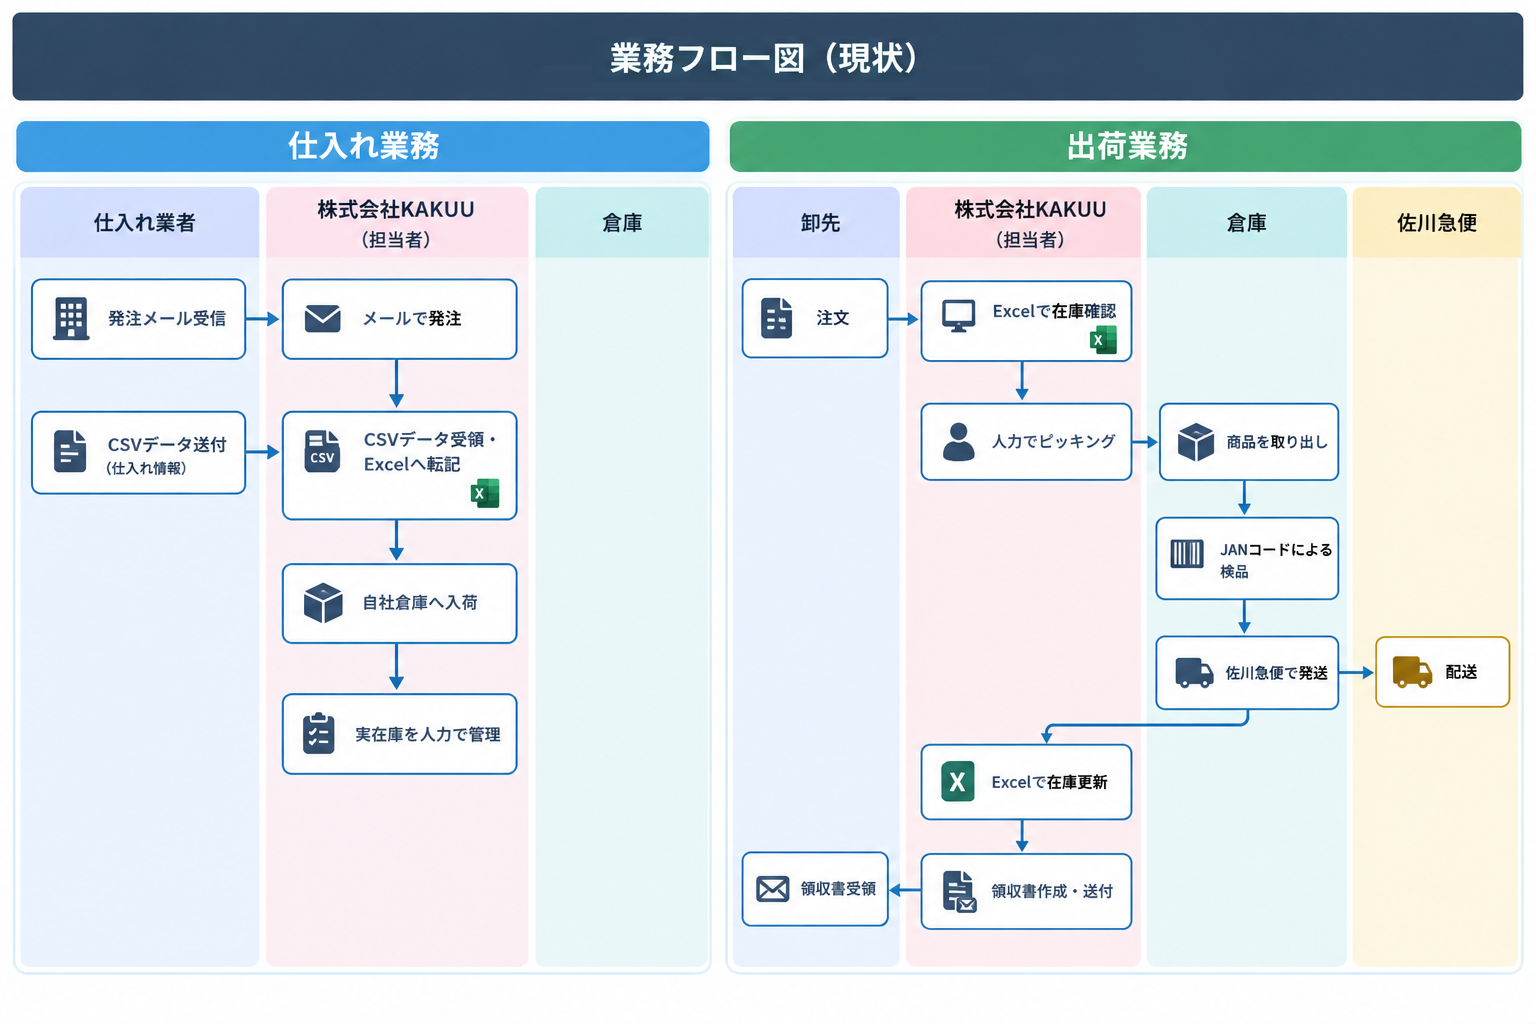 業務フロー図（現状）
仕入れ業務
仕入れ業者
株式会社KAKUU
（担当者）
倉庫
発注メール受信
メールで発注
CSVデータ送付
（仕入れ情報）
CSV
CSVデータ受領・
Excelへ転記
X
自社倉庫へ入荷
実在庫を人力で管理
出荷業務
卸先
株式会社KAKUU
（担当者）
倉庫
佐川急便
注文
Excelで在庫確認
X
人力でピッキング
商品を取り出し
JANコードによる
検品
佐川急便で発送
配送
X
Excelで在庫更新
領収書受領
領収書作成・送付